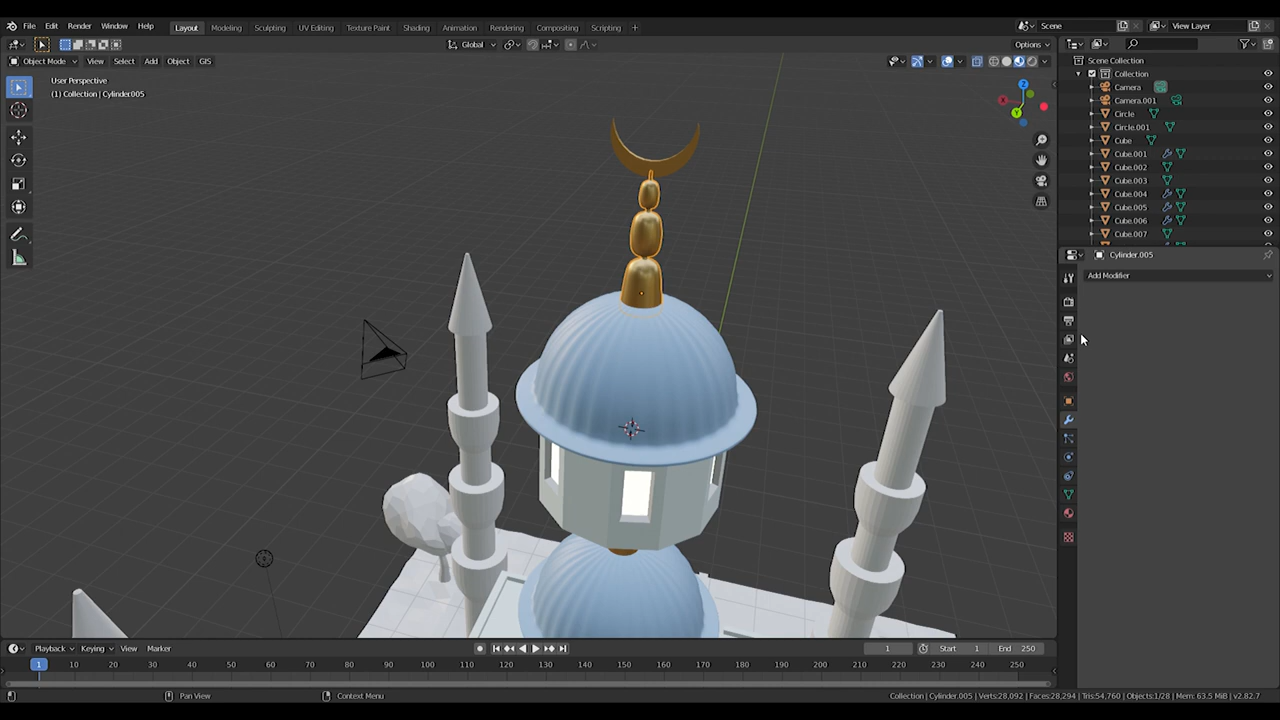 File Edit Render Window Help Layout Modeling Sculpting UV Editing Texture Paint Shading Animation Rendering Compositing Scripting + Scene View Layer
Global Options
Object Mode View Select Add Object GIS
User Perspective
(1) Collection | Cylinder.005
Scene Collection
Collection
Camera
Camera.001
Circle
Circle.001
Cube
Cube.001
Cube.002
Cube.003
Cube.004
Cube.005
Cube.006
Cube.007
Cylinder.005
Add Modifier
X
Y
Z
Playback Keying View Marker 1 Start 1 End 250
1 10 20 30 40 50 60 70 80 90 100 110 120 130 140 150 160 170 180 190 200 210 220 230 240 250
Pan View Context Menu Collection | Cylinder.005 | Verts:28,092 | Faces:28,294 | Tris:54,760 | Objects:1/28 | Mem: 63.5 MiB | v2.82.7